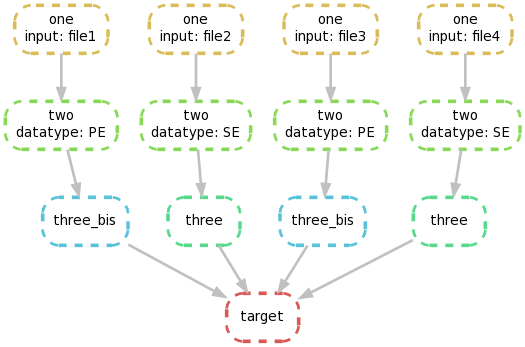 one
input: file1
one
input: file2
one
input: file3
one
input: file4
two
datatype: PE
two
datatype: SE
two
datatype: PE
two
datatype: SE
three_bis
three
three_bis
three
target